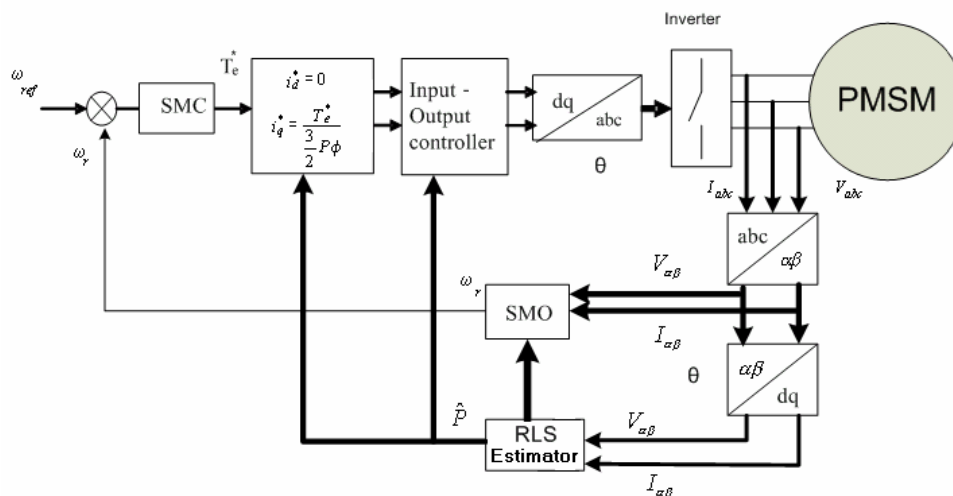 Inverter
ω_ref
SMC
T_e^*
i_d^* = 0
i_q^* = T_e^* / (3/2 Pϕ)
Input -
Output
controller
dq
abc
θ
PMSM
ω_r
I_abc
V_abc
abc
αβ
V_αβ
ω_r
SMO
I_αβ
θ
αβ
dq
P̂
RLS
Estimator
V_αβ
I_αβ